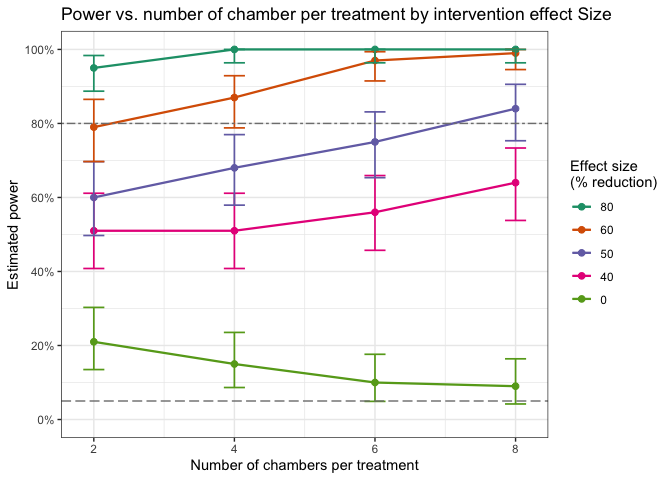 Power vs. number of chamber per treatment by intervention effect Size
100%
80%
60%
40%
20%
0%
Estimated power
2 4 6 8
Number of chambers per treatment
Effect size
(% reduction)
80
60
50
40
0